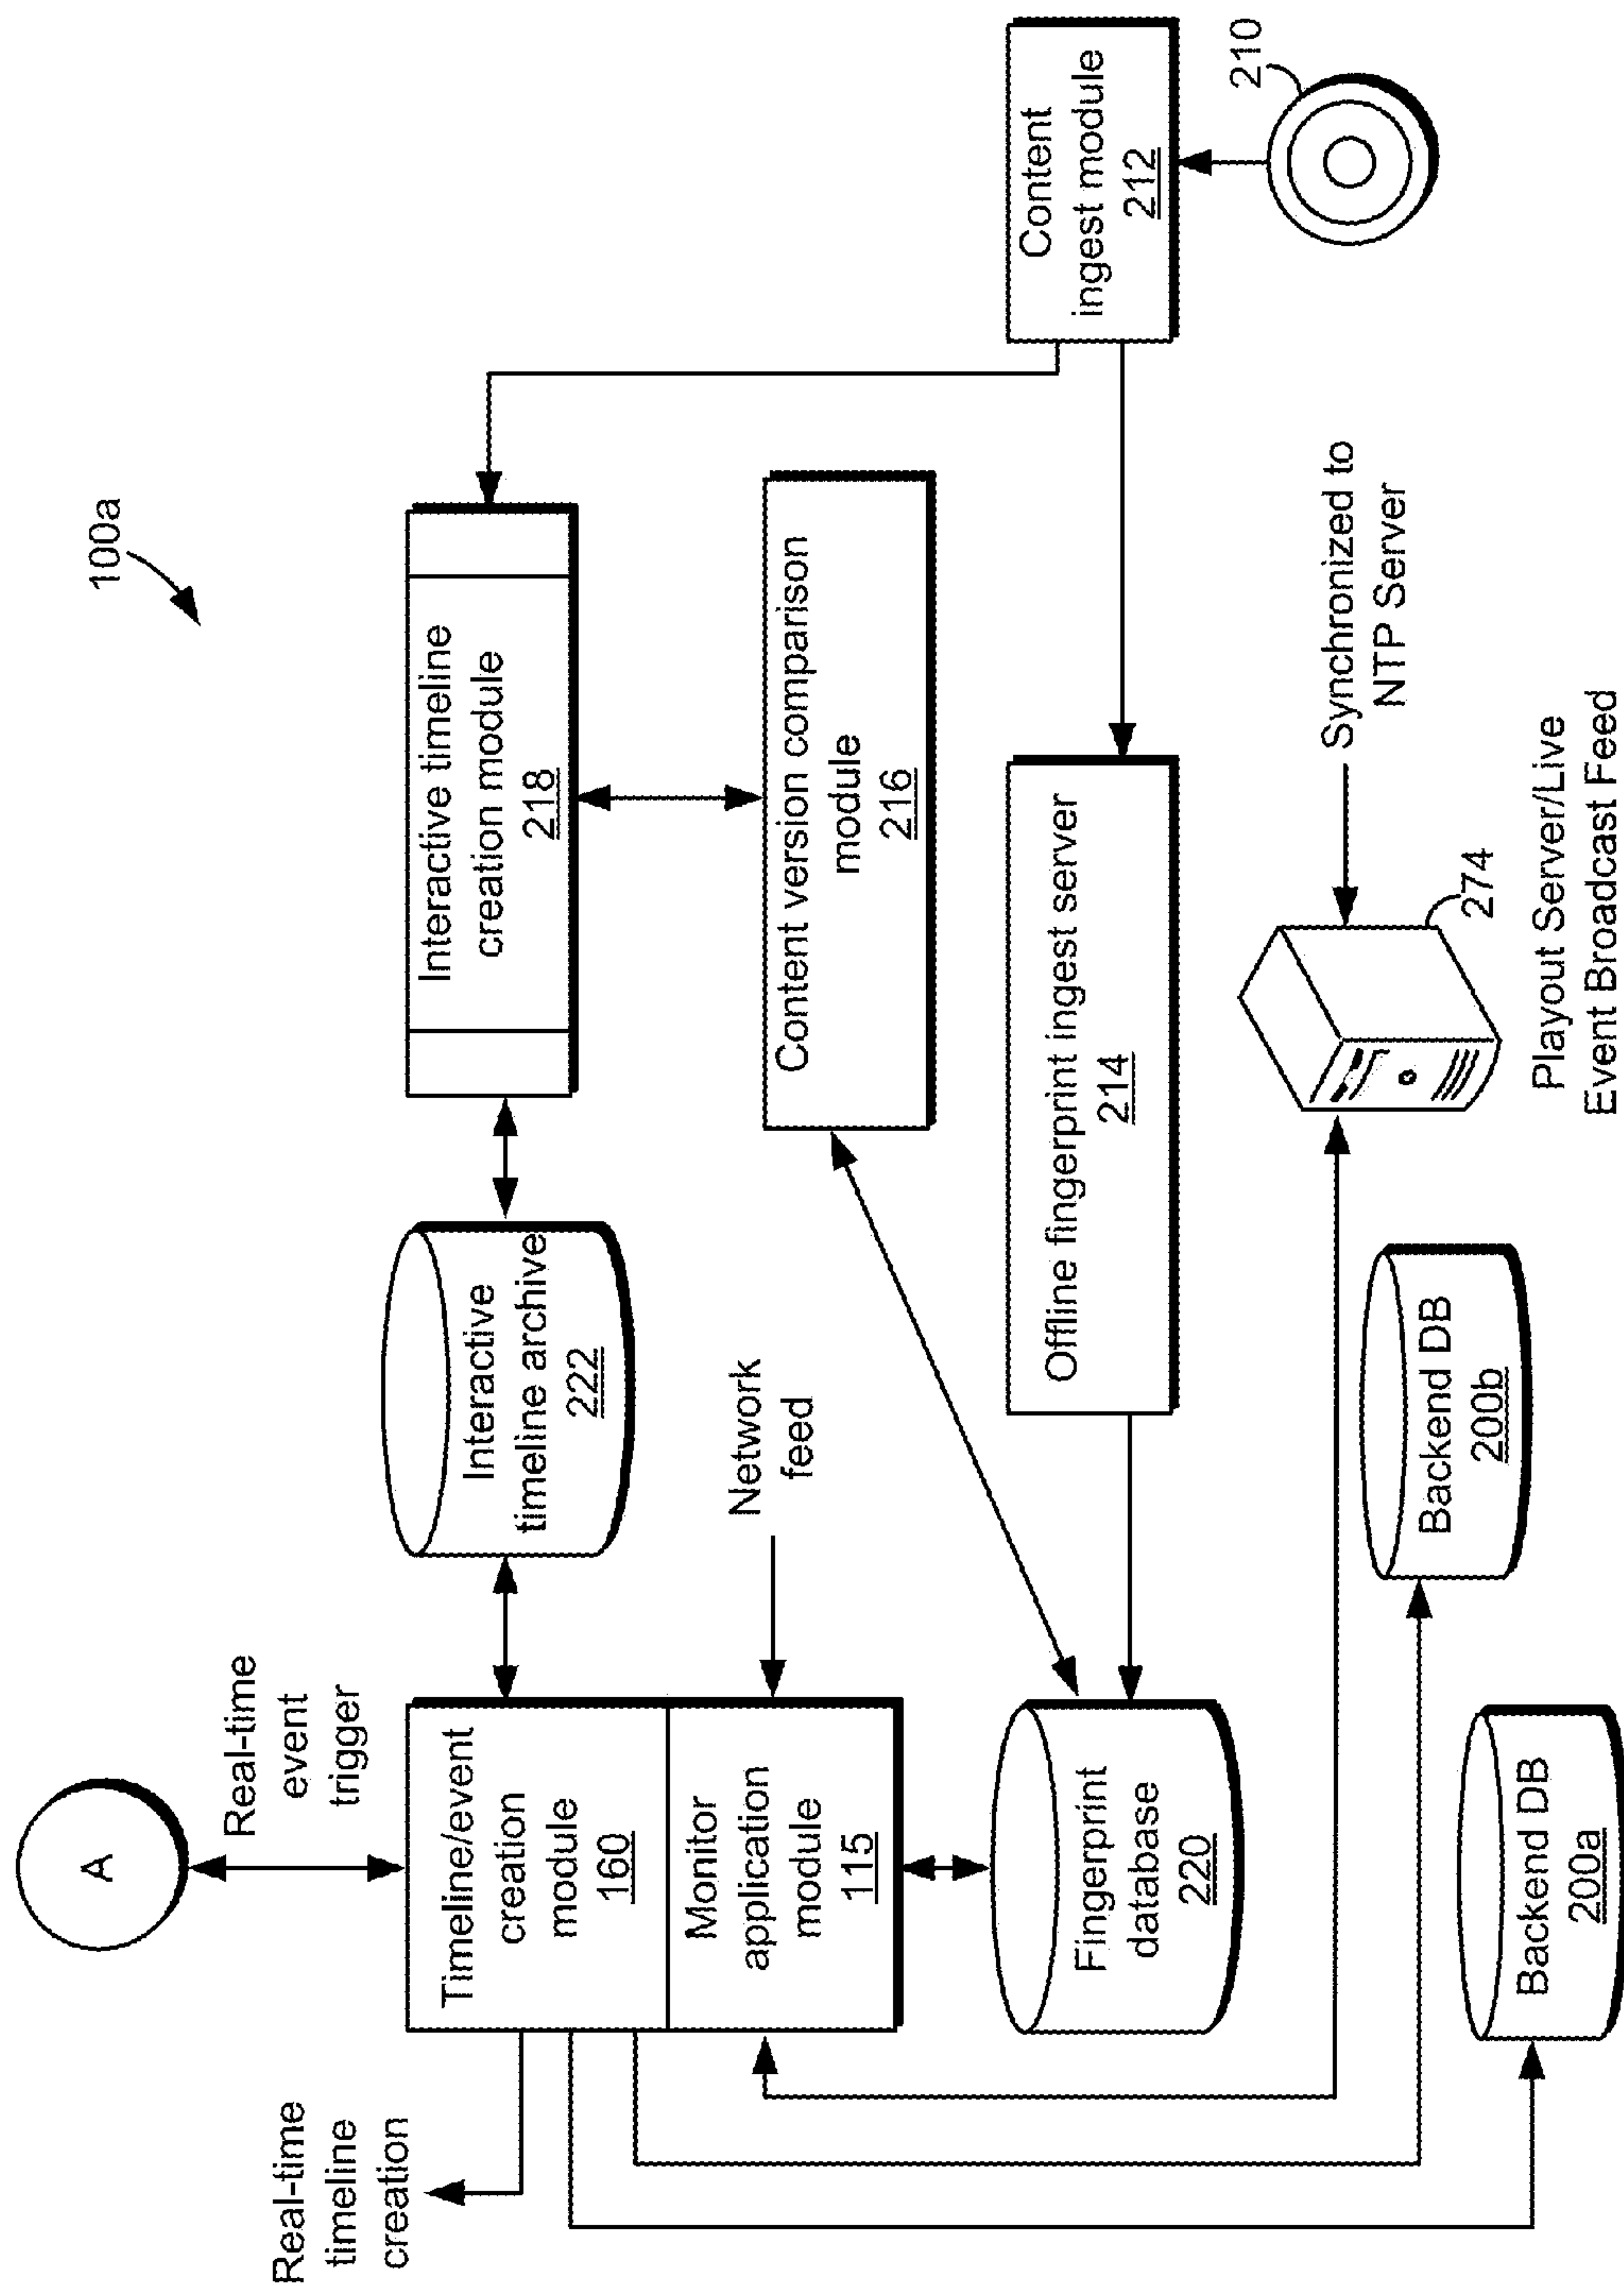 100a
A
Real-time
event
trigger
Real-time
timeline
creation
Timeline/event
creation
module
160
Monitor
application
module
115
Interactive
timeline archive
222
Interactive timeline
creation module
218
Network
feed
Content version comparison
module
216
Fingerprint
database
220
Offline fingerprint ingest server
214
Content
ingest module
212
210
Synchronized to
NTP Server
274
Playout Server/Live
Event Broadcast Feed
Backend DB
200b
Backend DB
200a